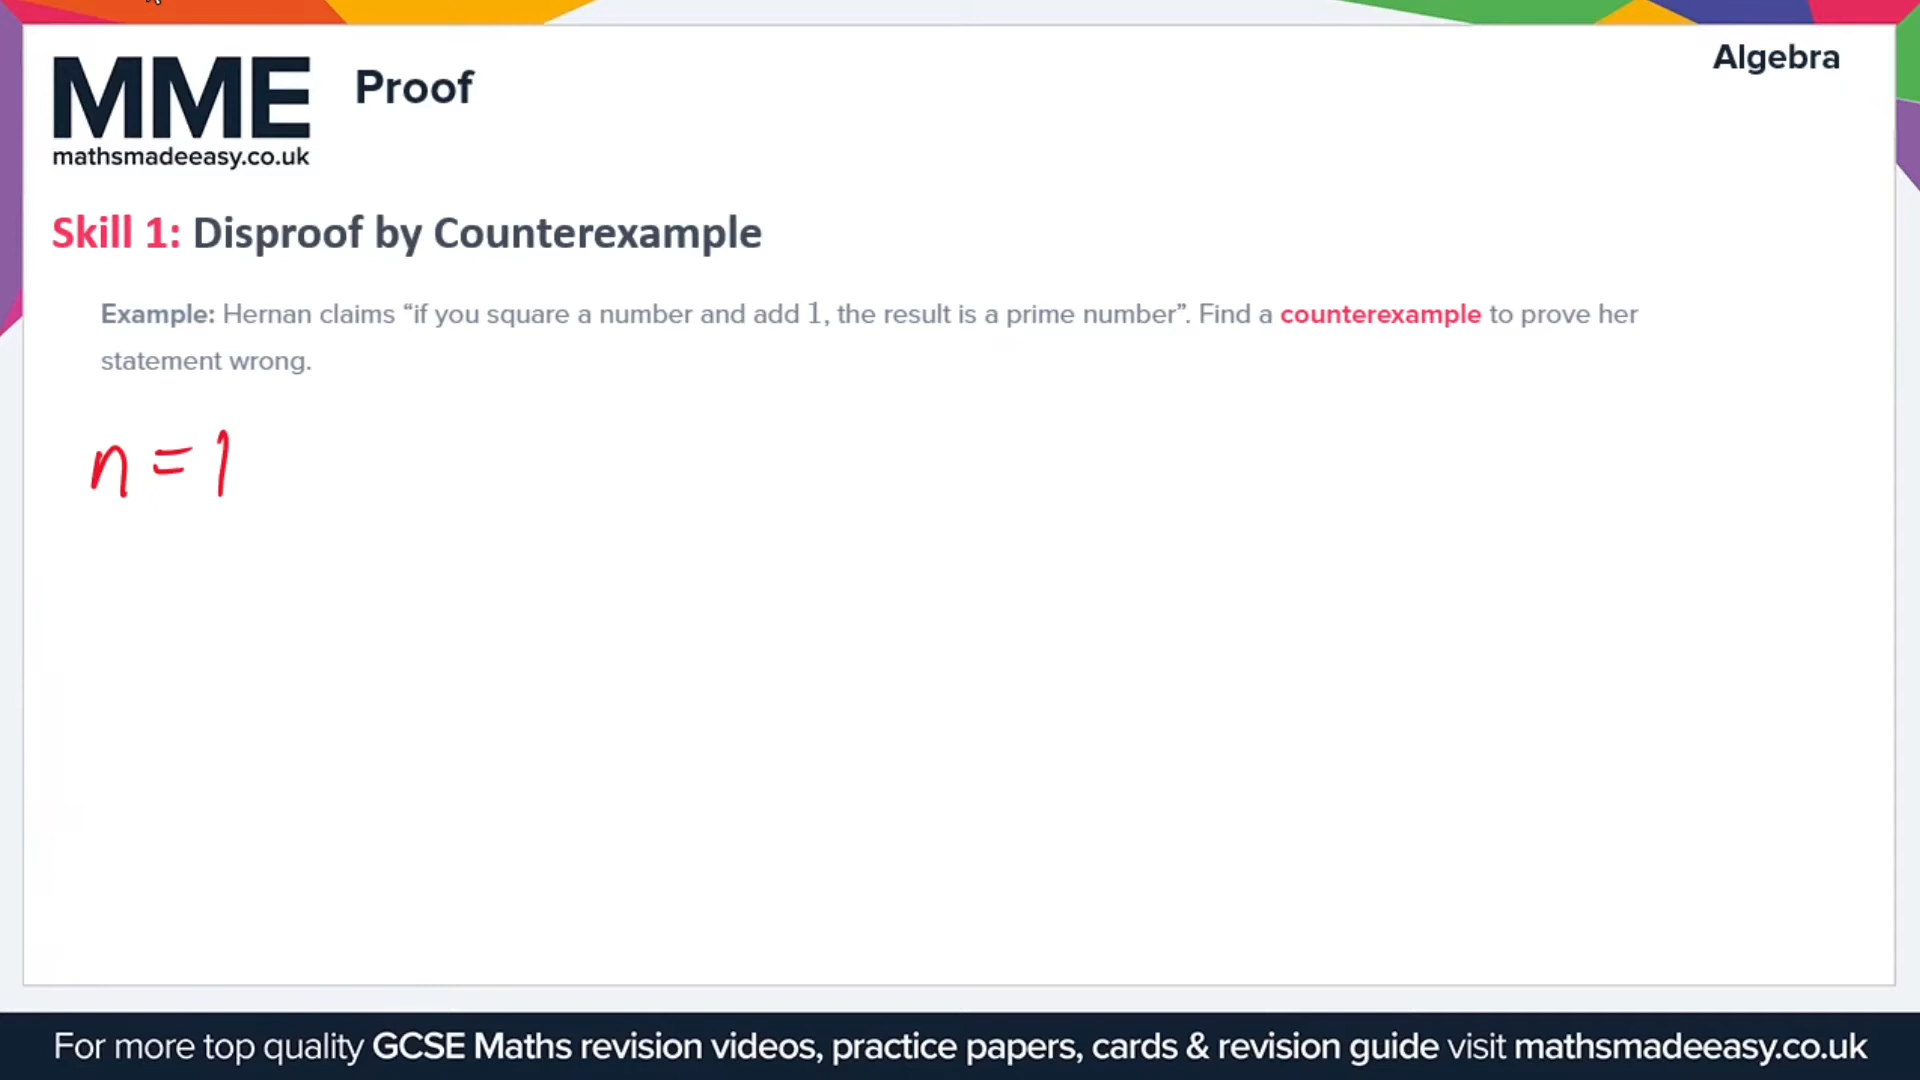 Algebra
MME
Proof
mathsmadeeasy.co.uk
Skill 1: Disproof by Counterexample
Example: Hernan claims “if you square a number and add 1, the result is a prime number”. Find a counterexample to prove her
statement wrong.
n = 1
For more top quality GCSE Maths revision videos, practice papers, cards & revision guide visit mathsmadeeasy.co.uk